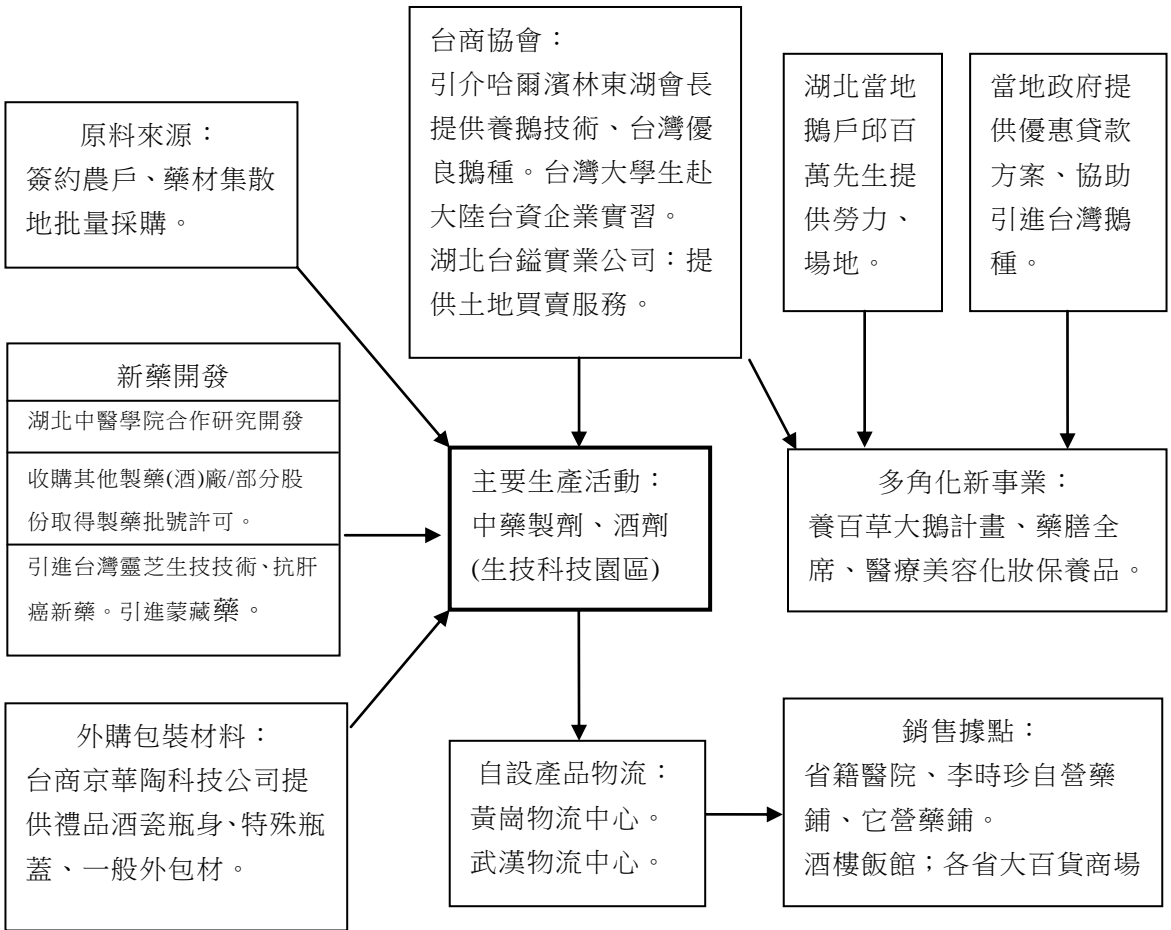 台商協會：
引介哈爾濱林東湖會長
提供養鵝技術、台灣優
良鵝種。台灣大學生赴
大陸台資企業實習。
湖北台鎰實業公司：提
供土地買賣服務。
湖北當地
鵝戶邱百
萬先生提
供勞力、
場地。
當地政府提
供優惠貸款
方案、協助
引進台灣鵝
種。
原料來源：
簽約農戶、藥材集散
地批量採購。
新藥開發
湖北中醫學院合作研究開發
收購其他製藥(酒)廠/部分股
份取得製藥批號許可。
引進台灣靈芝生技技術、抗肝
癌新藥。引進蒙藏藥。
主要生產活動：
中藥製劑、酒劑
(生技科技園區)
多角化新事業：
養百草大鵝計畫、藥膳全
席、醫療美容化妝保養品。
外購包裝材料：
台商京華陶科技公司提
供禮品酒瓷瓶身、特殊瓶
蓋、一般外包材。
自設產品物流：
黃崗物流中心。
武漢物流中心。
銷售據點：
省籍醫院、李時珍自營藥
鋪、它營藥鋪。
酒樓飯館；各省大百貨商場